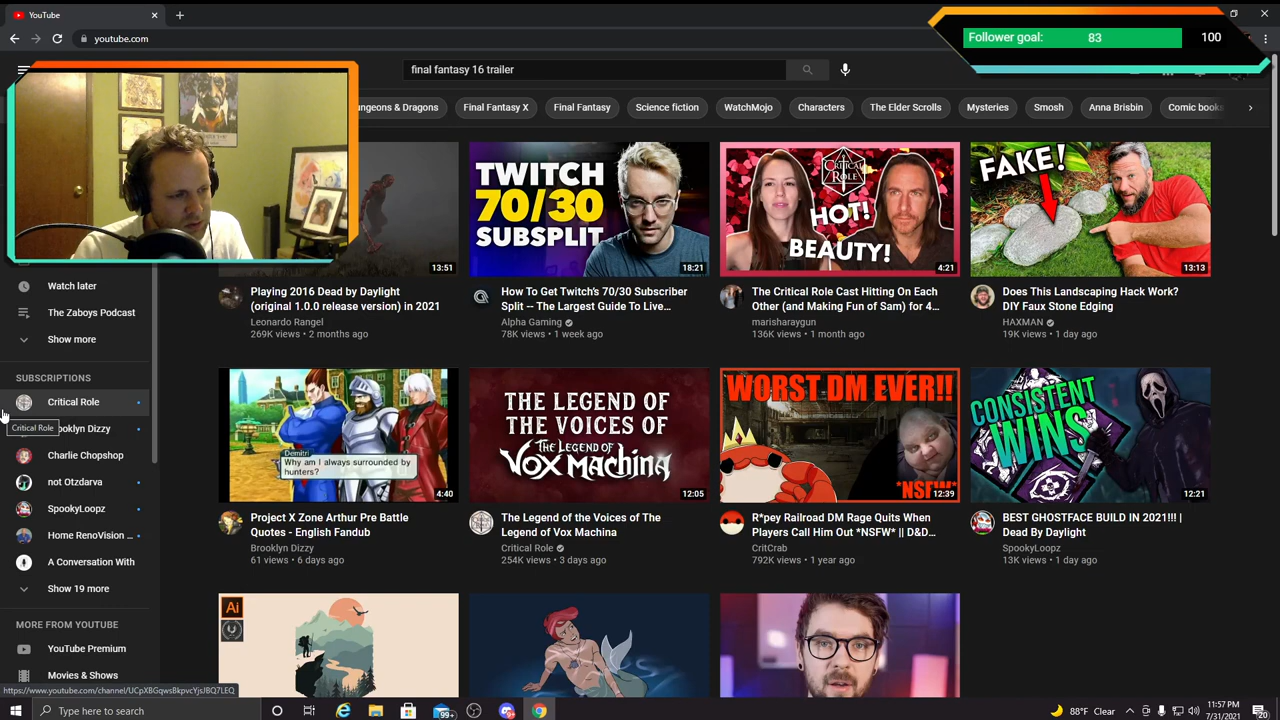 YouTube
Follower goal:
83
100
youtube.com
final fantasy 16 trailer
ngeons & Dragons
Final Fantasy X
Final Fantasy
Science fiction
WatchMojo
Characters
The Elder Scrolls
Mysteries
Smosh
Anna Brisbin
Comic books
13:51
TWITCH
70/30
SUBSPLIT
18:21
CRITICAL ROLE
HOT!
BEAUTY!
4:21
FAKE!
13:13
Playing 2016 Dead by Daylight
(original 1.0.0 release version) in 2021
Leonardo Rangel
269K views • 2 months ago
How To Get Twitch's 70/30 Subscriber
Split -- The Largest Guide To Live...
Alpha Gaming
78K views • 1 week ago
The Critical Role Cast Hitting On Each
Other (and Making Fun of Sam) for 4...
marisharaygun
136K views • 1 month ago
Does This Landscaping Hack Work?
DIY Faux Stone Edging
HAXMAN
19K views • 1 day ago
Watch later
The Zaboys Podcast
Show more
SUBSCRIPTIONS
Critical Role
Critical Role
ooklyn Dizzy
Charlie Chopshop
not Otzdarva
SpookyLoopz
Home RenoVision ...
A Conversation With
Show 19 more
MORE FROM YOUTUBE
YouTube Premium
Movies & Shows
Demitri
Why am I always surrounded by
hunters?
4:40
THE LEGEND OF
THE VOICES OF
THE LEGEND OF
VOX MACHINA
12:05
WORST DM EVER!!
*NSFW*
12:39
CONSISTENT
WINS
12:21
Project X Zone Arthur Pre Battle
Quotes - English Fandub
Brooklyn Dizzy
61 views • 6 days ago
The Legend of the Voices of The
Legend of Vox Machina
Critical Role
254K views • 3 days ago
R*pey Railroad DM Rage Quits When
Players Call Him Out *NSFW* || D&D...
CritCrab
792K views • 1 year ago
BEST GHOSTFACE BUILD IN 2021!!! |
Dead By Daylight
SpookyLoopz
13K views • 1 day ago
Ai
https://www.youtube.com/channel/UCpXBGqwsBkpvcYjsJBQ7LEQ
Type here to search
99+
88°F Clear
11:57 PM
7/31/2021
20